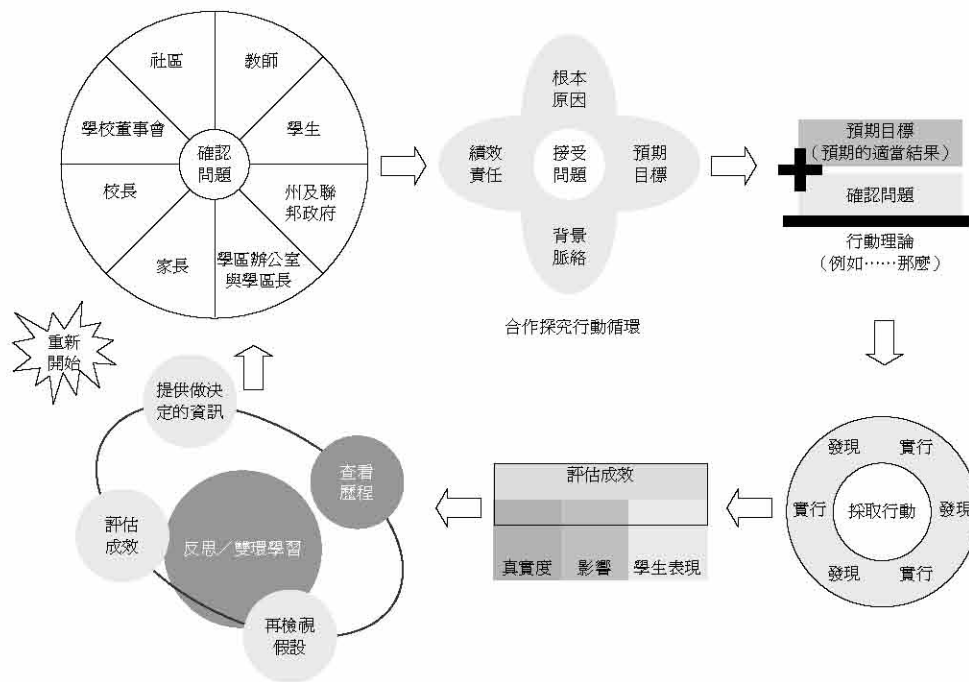 社區
教師
學校董事會
學生
確認
問題
校長
州及聯
邦政府
家長
學區辦公室
與學區長
根本
原因
績效
責任
接受
問題
預期
目標
背景
脈絡
合作探究行動循環
預期目標
（預期的適當結果）
確認問題
行動理論
（例如……那麼）
發現
實行
實行
採取行動
發現
發現
實行
評估成效
真實度
影響
學生表現
重新
開始
提供做決
定的資訊
查看
歷程
評估
成效
反思／雙環學習
再檢視
假設